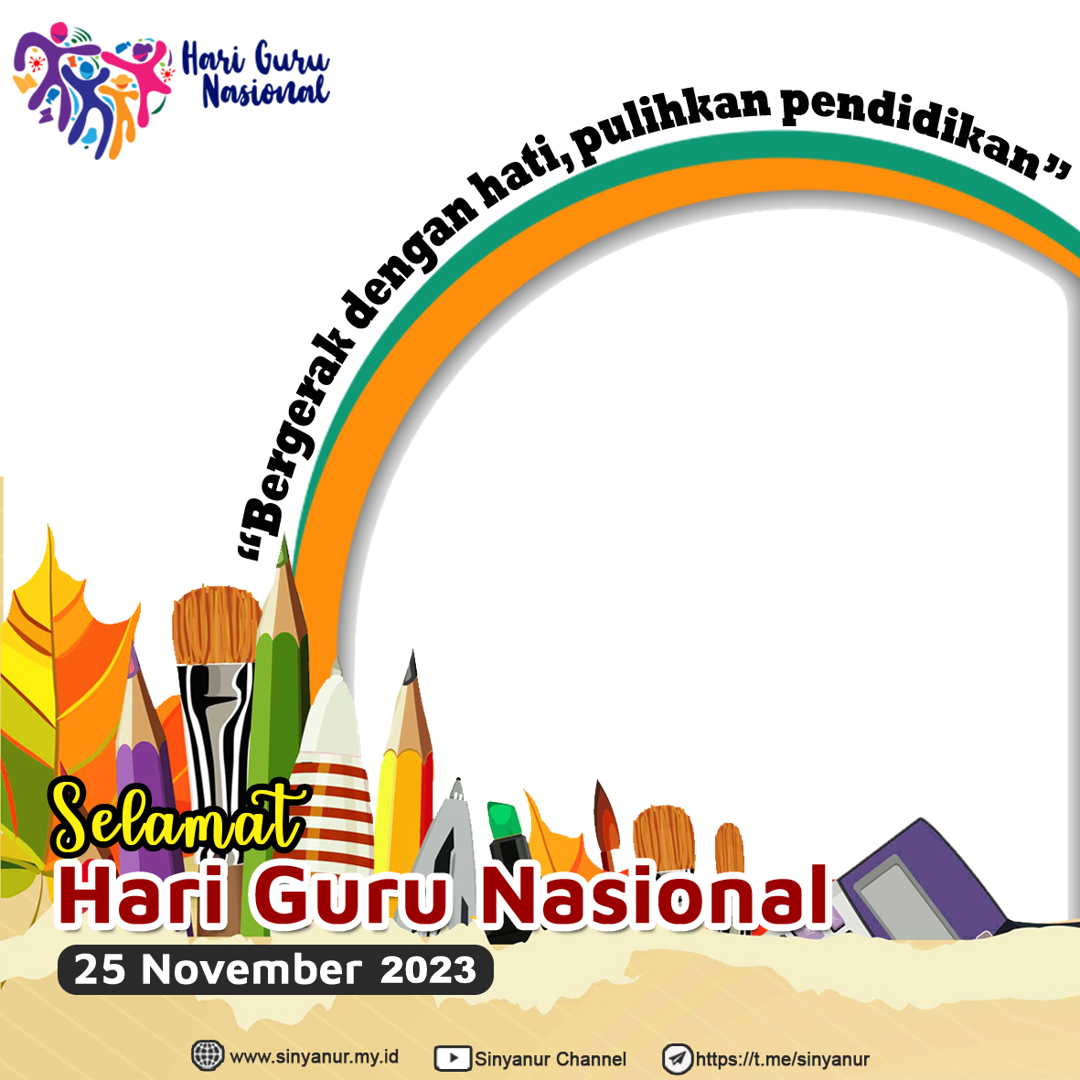 Hari Guru
Nasional
“Bergerak dengan hati, pulihkan pendidikan”
Selamat
Hari Guru Nasional
25 November 2023
www.sinyanur.my.id
Sinyanur Channel
https://t.me/sinyanur